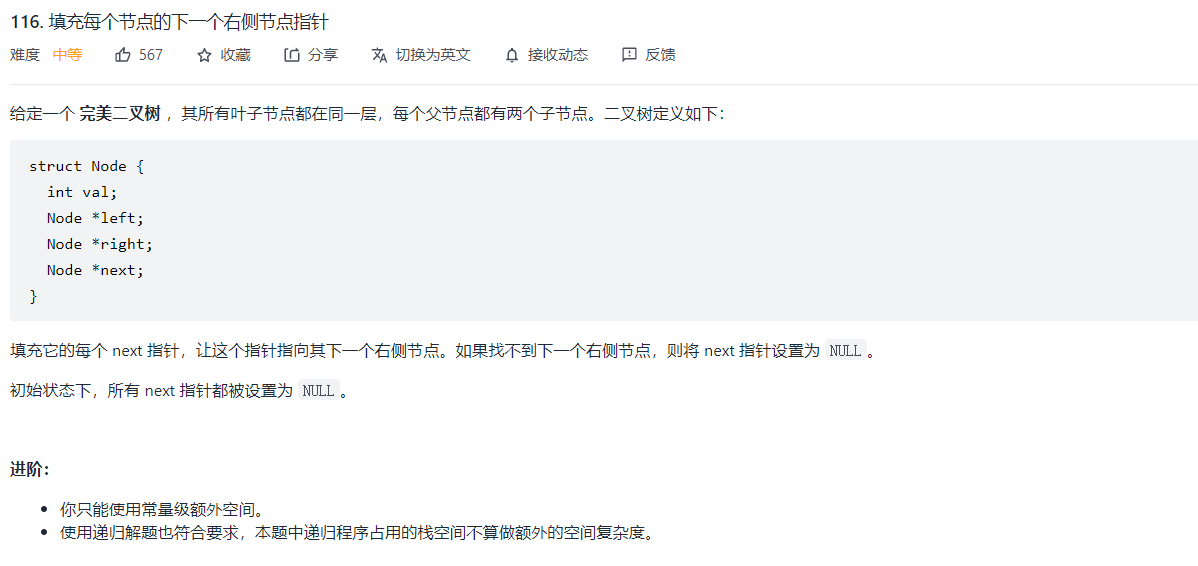 116. 填充每个节点的下一个右侧节点指针
难度 中等 567 收藏 分享 切换为英文 接收动态 反馈
给定一个 完美二叉树 ，其所有叶子节点都在同一层，每个父节点都有两个子节点。二叉树定义如下：
struct Node {
  int val;
  Node *left;
  Node *right;
  Node *next;
}
填充它的每个 next 指针，让这个指针指向其下一个右侧节点。如果找不到下一个右侧节点，则将 next 指针设置为 NULL。
初始状态下，所有 next 指针都被设置为 NULL。
进阶：
• 你只能使用常量级额外空间。
• 使用递归解题也符合要求，本题中递归程序占用的栈空间不算做额外的空间复杂度。